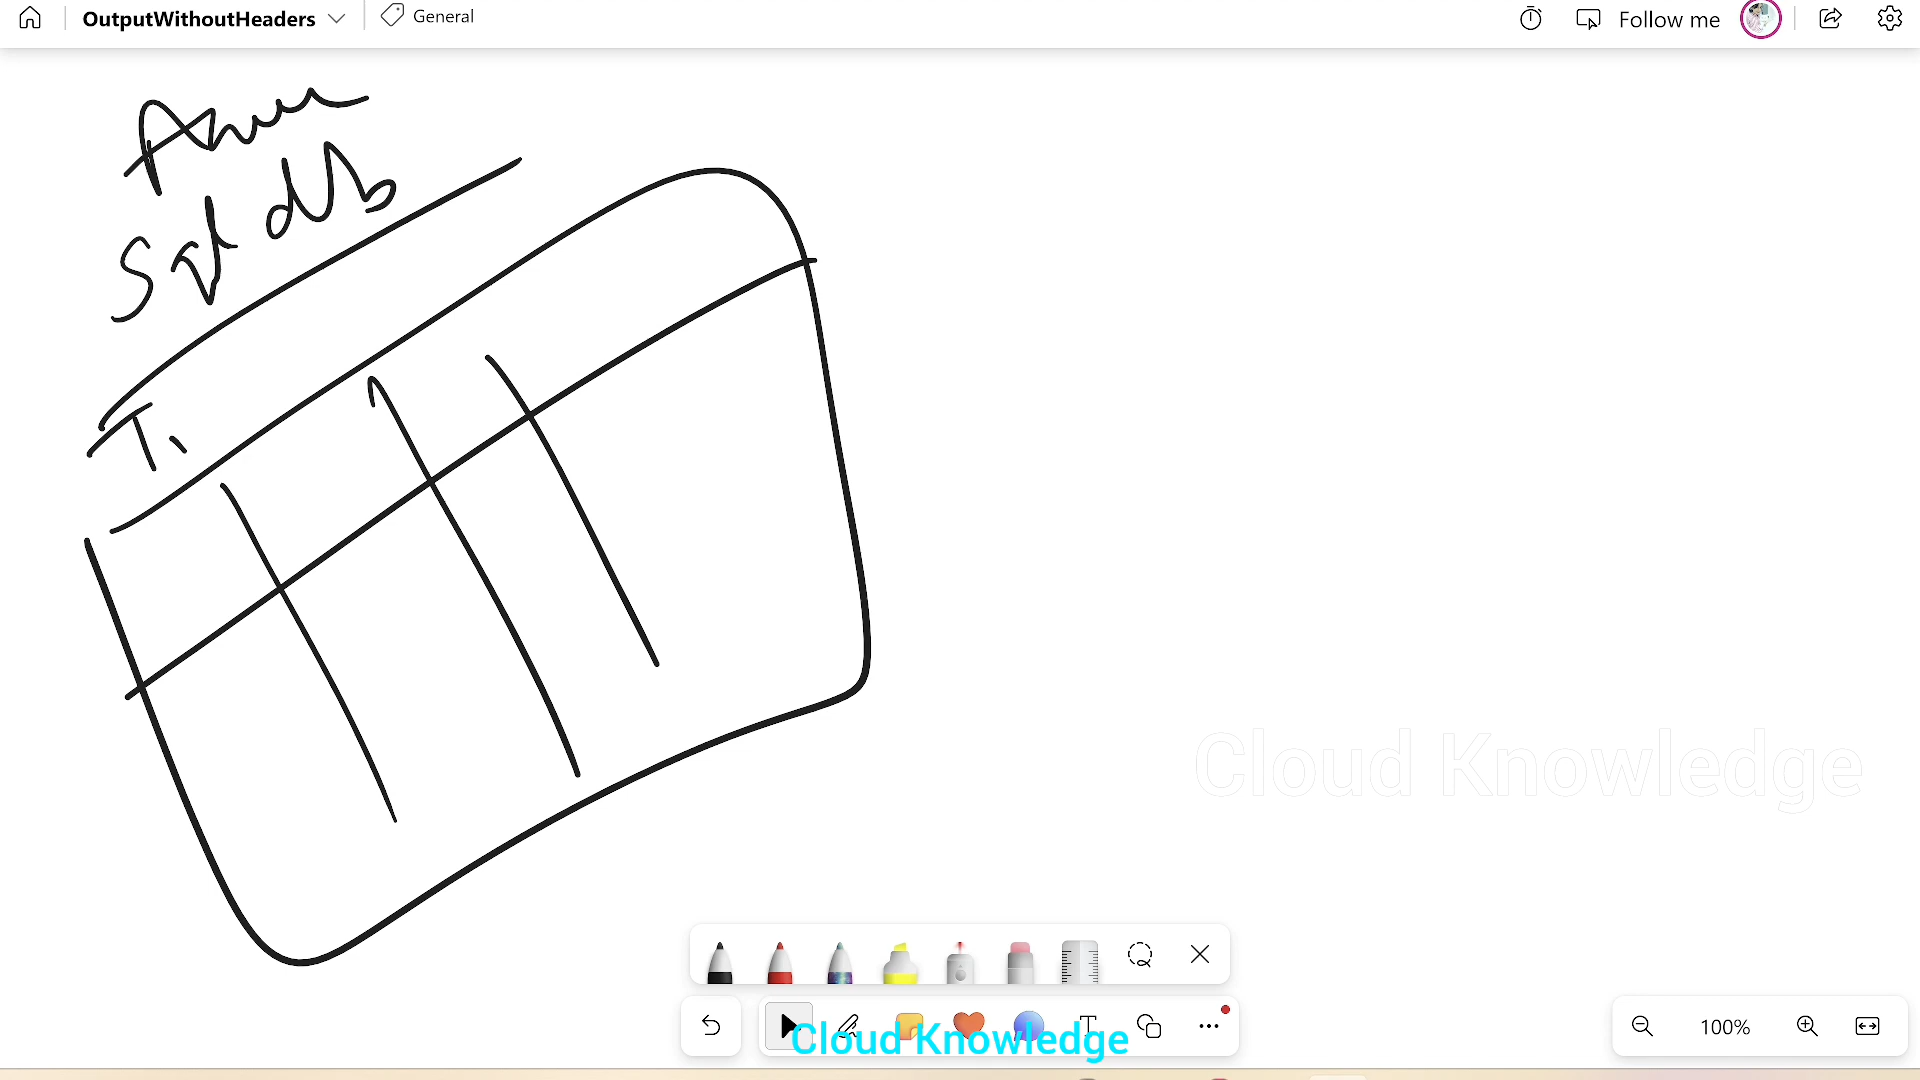 OutputWithoutHeaders General Follow me
Azure
Sql db
T1
Cloud Knowledge
100%
Cloud Knowledge